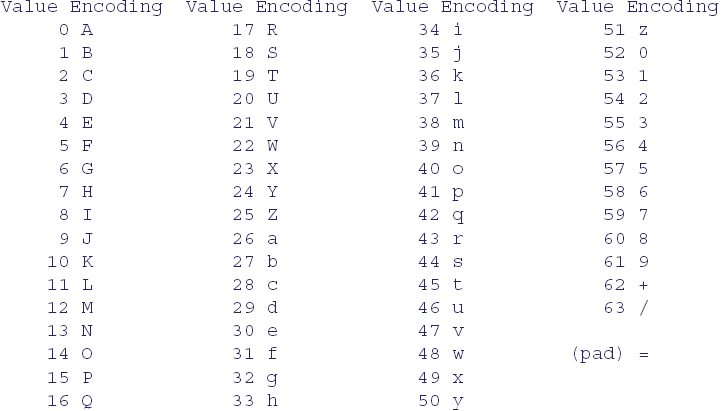 Value Encoding  Value Encoding  Value Encoding  Value Encoding
0 A  17 R  34 i  51 z
1 B  18 S  35 j  52 0
2 C  19 T  36 k  53 1
3 D  20 U  37 l  54 2
4 E  21 V  38 m  55 3
5 F  22 W  39 n  56 4
6 G  23 X  40 o  57 5
7 H  24 Y  41 p  58 6
8 I  25 Z  42 q  59 7
9 J  26 a  43 r  60 8
10 K  27 b  44 s  61 9
11 L  28 c  45 t  62 +
12 M  29 d  46 u  63 /
13 N  30 e  47 v
14 O  31 f  48 w  (pad) =
15 P  32 g  49 x
16 Q  33 h  50 y